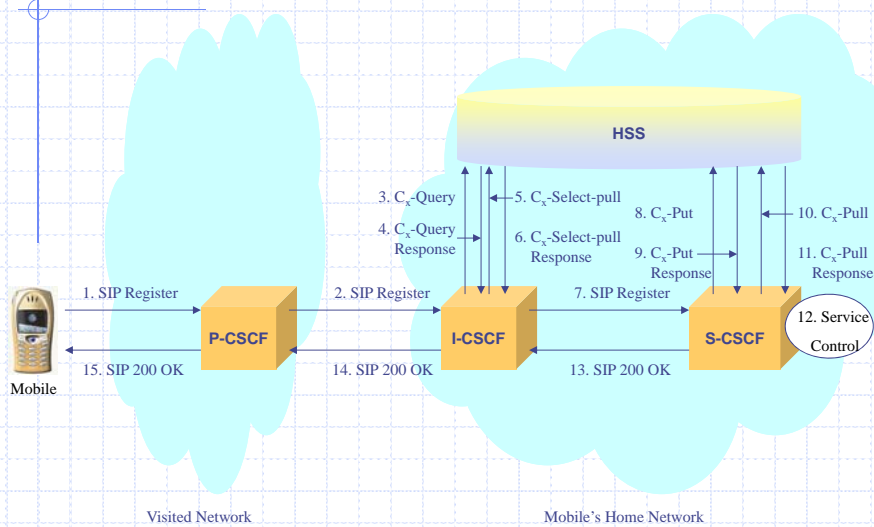 HSS
3. Cx-Query
5. Cx-Select-pull
4. Cx-Query
Response
6. Cx-Select-pull
Response
8. Cx-Put
10. Cx-Pull
9. Cx-Put
Response
11. Cx-Pull
Response
1. SIP Register
2. SIP Register
7. SIP Register
P-CSCF
I-CSCF
S-CSCF
12. Service
Control
15. SIP 200 OK
14. SIP 200 OK
13. SIP 200 OK
Mobile
Visited Network
Mobile's Home Network